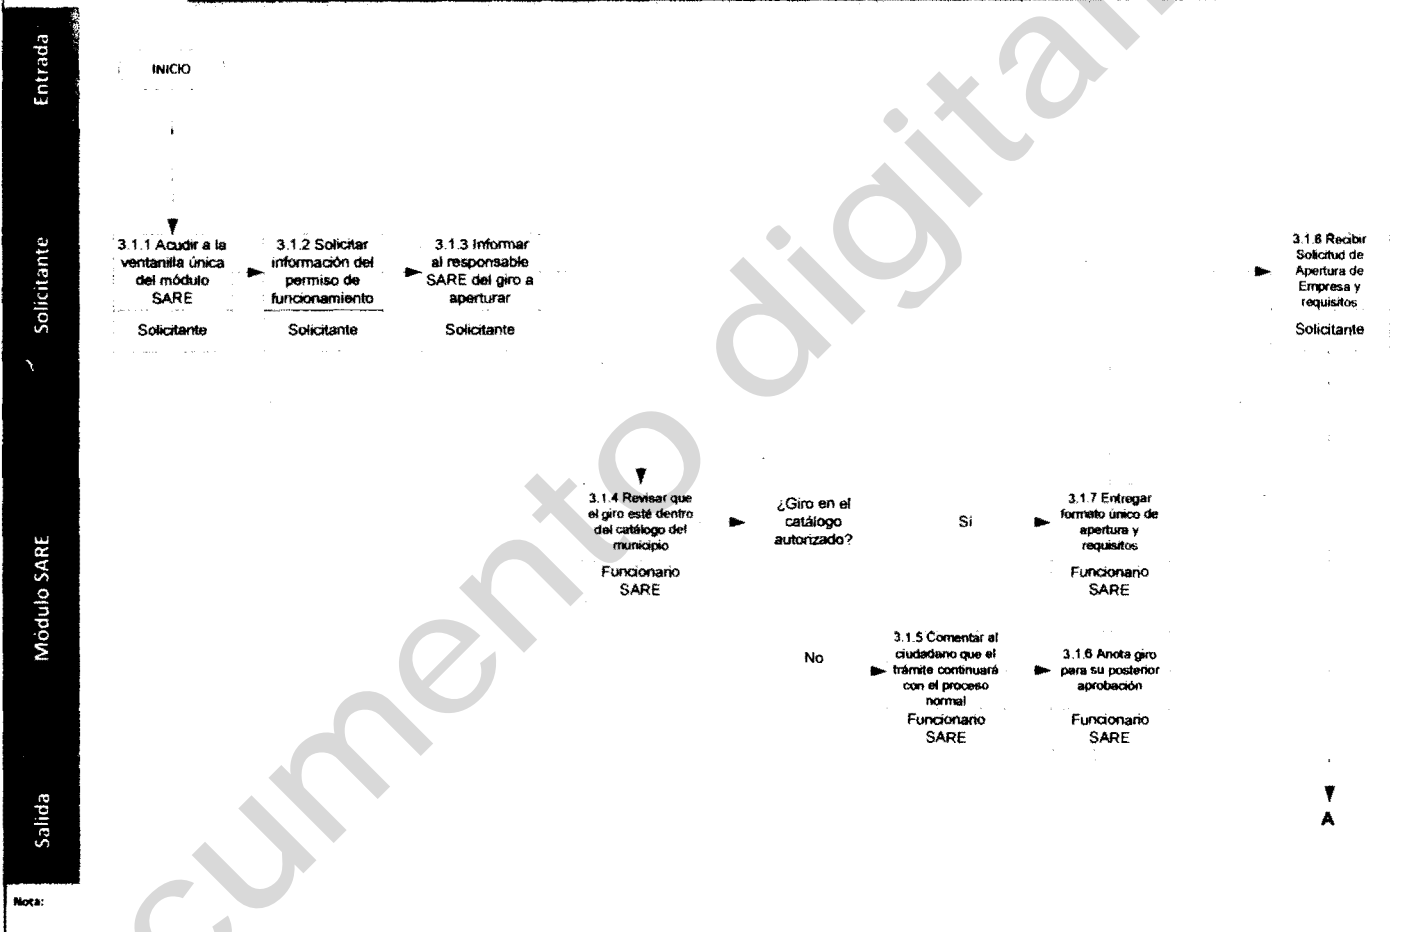 Entrada
INICIO
Solicitante
3.1.1 Acudir a la
ventanilla única
del módulo
SARE
Solicitante
3.1.2 Solicitar
información del
permiso de
funcionamiento
Solicitante
3.1.3 Informar
al responsable
SARE del giro a
aperturar
Solicitante
3.1.8 Recibir
Solicitud de
Apertura de
Empresa y
requisitos
Solicitante
Módulo SARE
3.1.4 Revisar que
el giro esté dentro
del catálogo del
municipio
Funcionario
SARE
¿Giro en el
catálogo
autorizado?
Sí
3.1.7 Entregar
formato único de
apertura y
requisitos
Funcionario
SARE
No
3.1.5 Comentar al
ciudadano que el
trámite continuará
con el proceso
normal
Funcionario
SARE
3.1.6 Anota giro
para su posterior
aprobación
Funcionario
SARE
Salida
A
Nota:
cumento digital